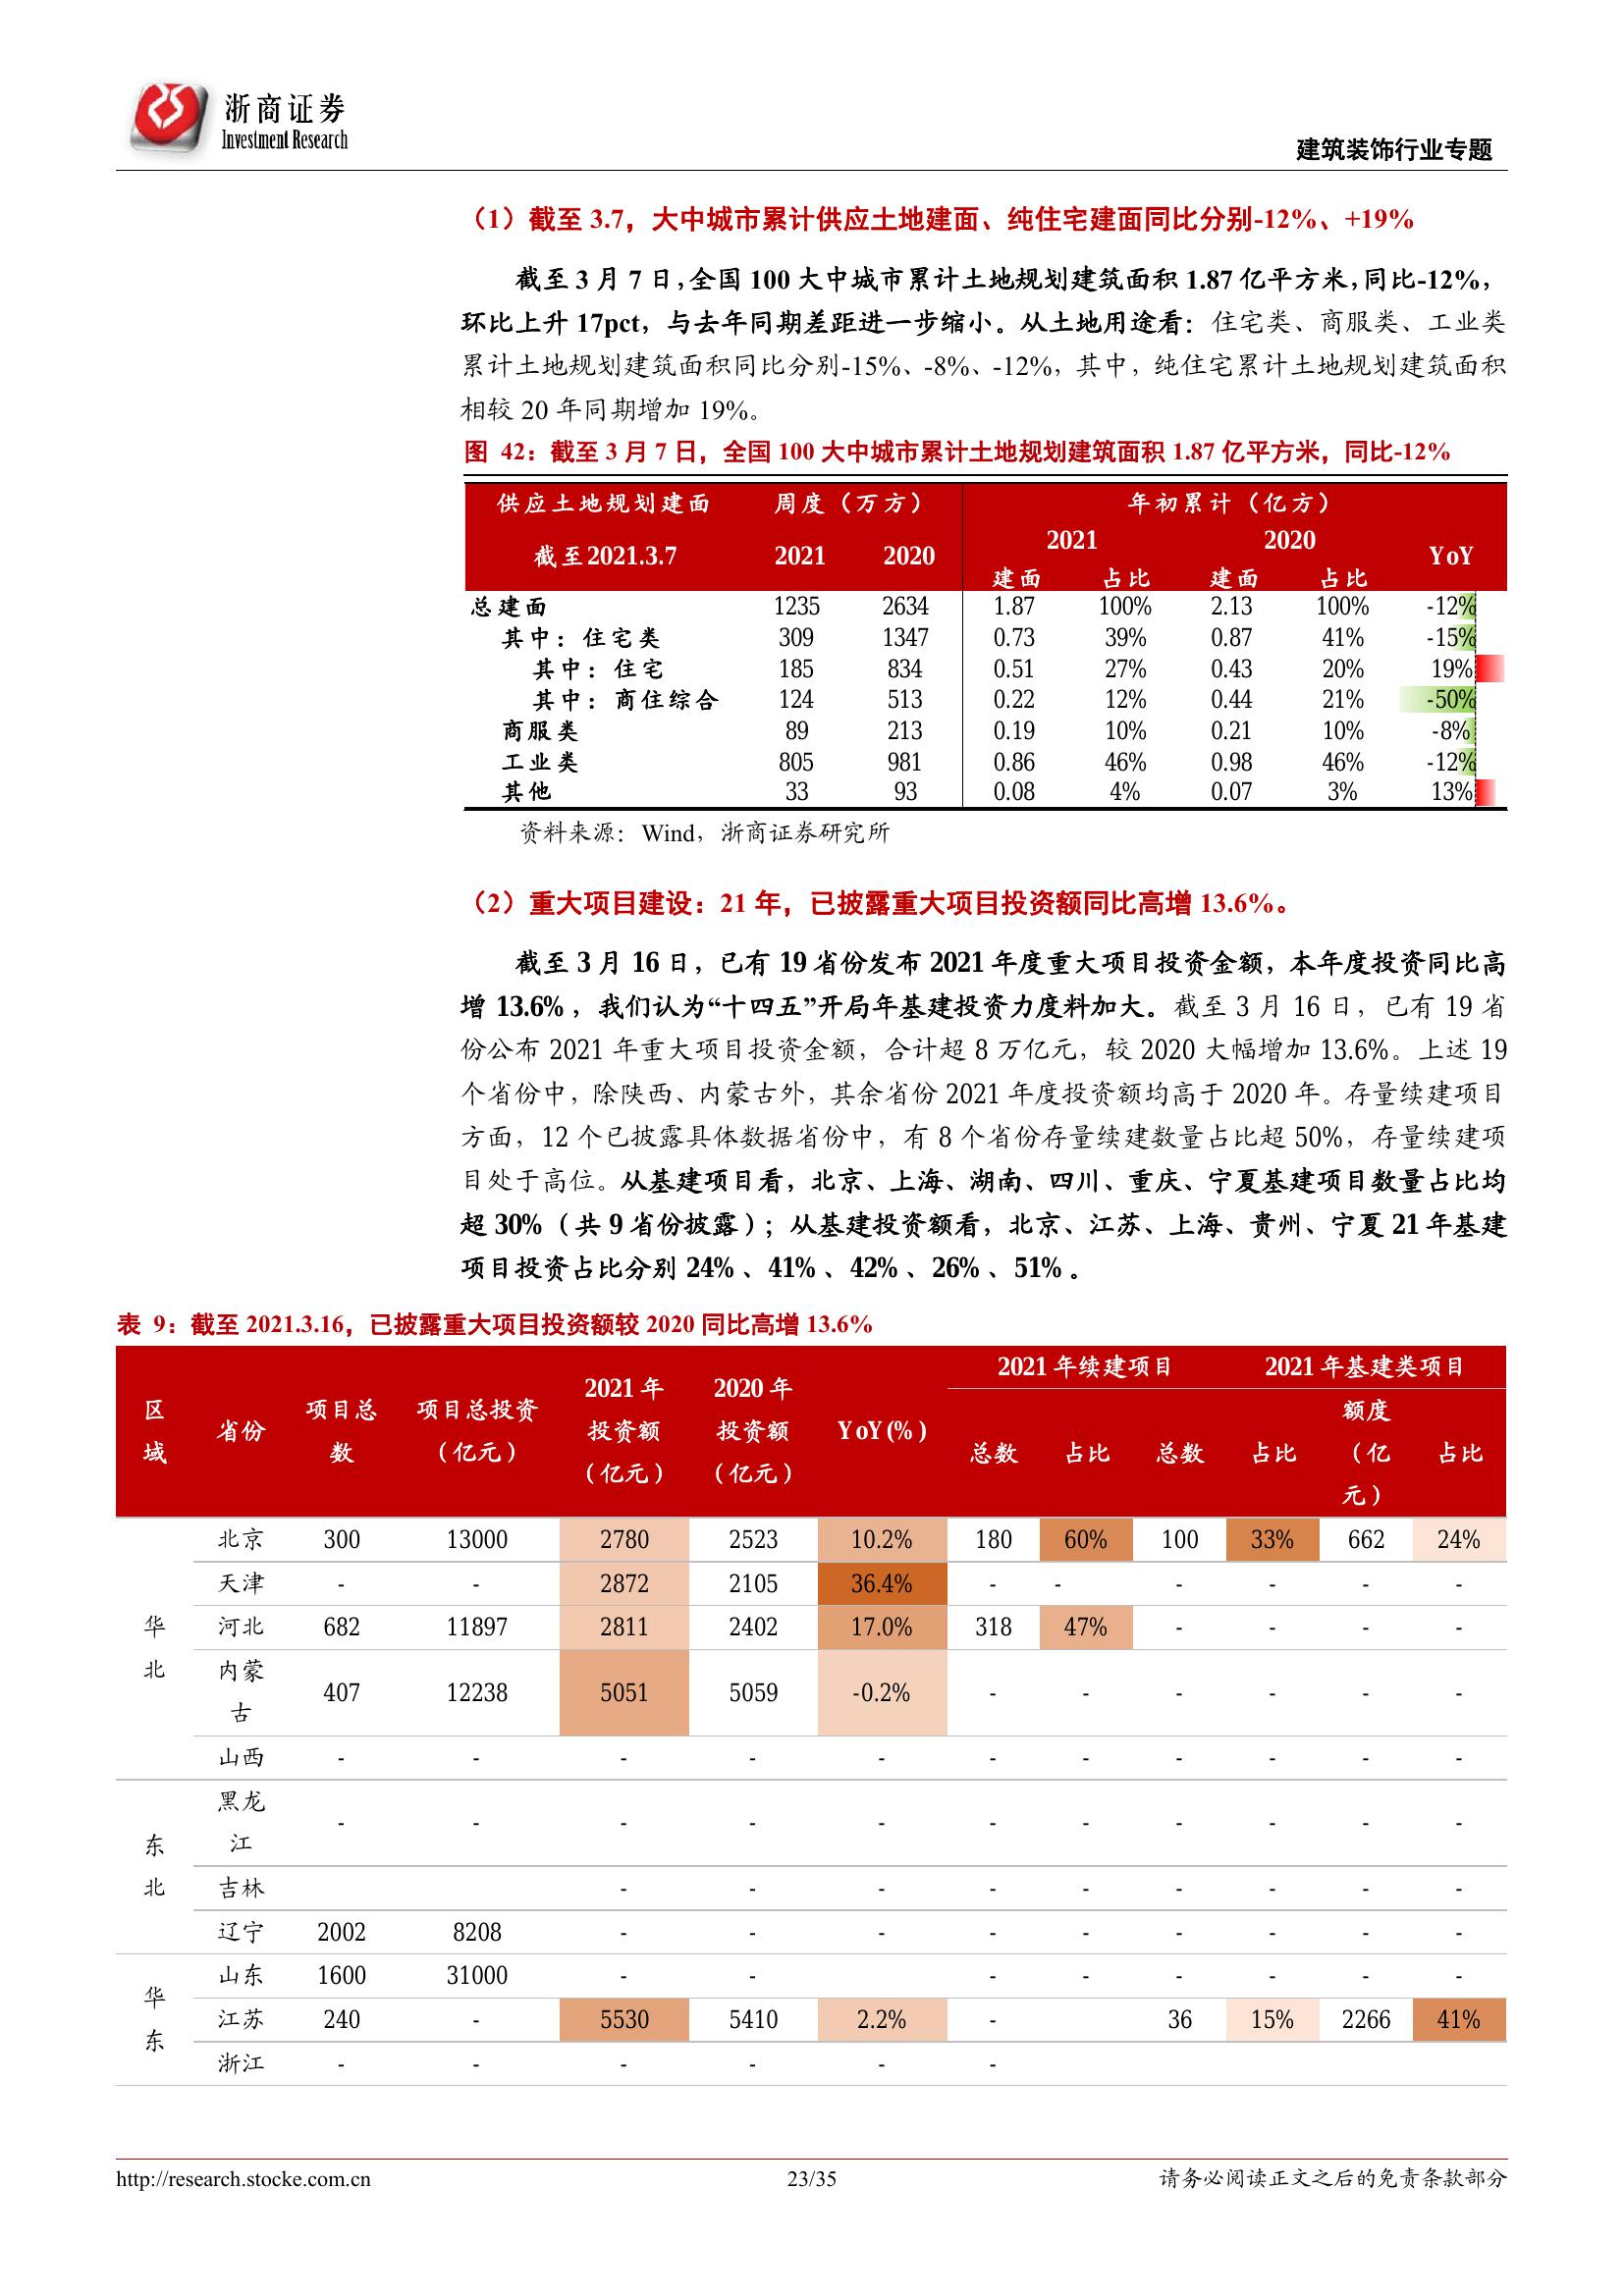 浙商证券
Investment Research
建筑装饰行业专题
（1）截至 3.7，大中城市累计供应土地建面、纯住宅建面同比分别-12%、+19%
截至 3 月 7 日，全国 100 大中城市累计土地规划建筑面积 1.87 亿平方米，同比-12%，
环比上升 17pct，与去年同期差距进一步缩小。从土地用途看：住宅类、商服类、工业类
累计土地规划建筑面积同比分别-15%、-8%、-12%，其中，纯住宅累计土地规划建筑面积
相较 20 年同期增加 19%。
图 42：截至 3 月 7 日，全国 100 大中城市累计土地规划建筑面积 1.87 亿平方米，同比-12%
供应土地规划建面 周度（万方） 年初累计（亿方）
截至2021.3.7 2021 2020 2021 2020 YoY
建面 占比 建面 占比
总建面 1235 2634 1.87 100% 2.13 100% -12%
其中：住宅类 309 1347 0.73 39% 0.87 41% -15%
其中：住宅 185 834 0.51 27% 0.43 20% 19%
其中：商住综合 124 513 0.22 12% 0.44 21% -50%
商服类 89 213 0.19 10% 0.21 10% -8%
工业类 805 981 0.86 46% 0.98 46% -12%
其他 33 93 0.08 4% 0.07 3% 13%
资料来源：Wind，浙商证券研究所
（2）重大项目建设：21 年，已披露重大项目投资额同比高增 13.6%。
截至 3 月 16 日，已有 19 省份发布 2021 年度重大项目投资金额，本年度投资同比高
增 13.6%，我们认为“十四五”开局年基建投资力度料加大。截至 3 月 16 日，已有 19 省
份公布 2021 年重大项目投资金额，合计超 8 万亿元，较 2020 大幅增加 13.6%。上述 19
个省份中，除陕西、内蒙古外，其余省份 2021 年度投资额均高于 2020 年。存量续建项目
方面，12 个已披露具体数据省份中，有 8 个省份存量续建数量占比超 50%，存量续建项
目处于高位。从基建项目看，北京、上海、湖南、四川、重庆、宁夏基建项目数量占比均
超 30%（共 9 省份披露）；从基建投资额看，北京、江苏、上海、贵州、宁夏 21 年基建
项目投资占比分别 24%、41%、42%、26%、51%。
表 9：截至 2021.3.16，已披露重大项目投资额较 2020 同比高增 13.6%
区
域
省份
项目总
数
项目总投资
（亿元）
2021 年
投资额
（亿元）
2020 年
投资额
（亿元）
YoY(%)
2021 年续建项目
总数 占比
2021 年基建类项目
总数 占比
额度
（亿
元）
占比
华
北
北京 300 13000 2780 2523 10.2% 180 60% 100 33% 662 24%
天津 - - 2872 2105 36.4% - - - - - -
河北 682 11897 2811 2402 17.0% 318 47% - - - -
内蒙
古
407 12238 5051 5059 -0.2% - - - - - -
山西 - - - - - - - - - - -
东
北
黑龙
江
- - - - - - - - - - -
吉林 - - - - - - - - -
辽宁 2002 8208 - - - - - - - - -
华
东
山东 1600 31000 - - - - - - - -
江苏 240 - 5530 5410 2.2% - 36 15% 2266 41%
浙江 - - - - - -
http://research.stocke.com.cn
23/35
请务必阅读正文之后的免责条款部分